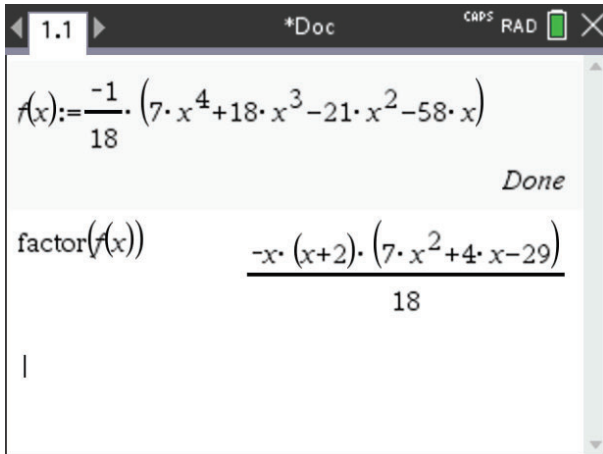 1.1 *Doc CAPS RAD
f(x):=-1/18·(7·x^4+18·x^3-21·x^2-58·x)
Done
factor(f(x)) -x·(x+2)·(7·x^2+4·x-29)/18